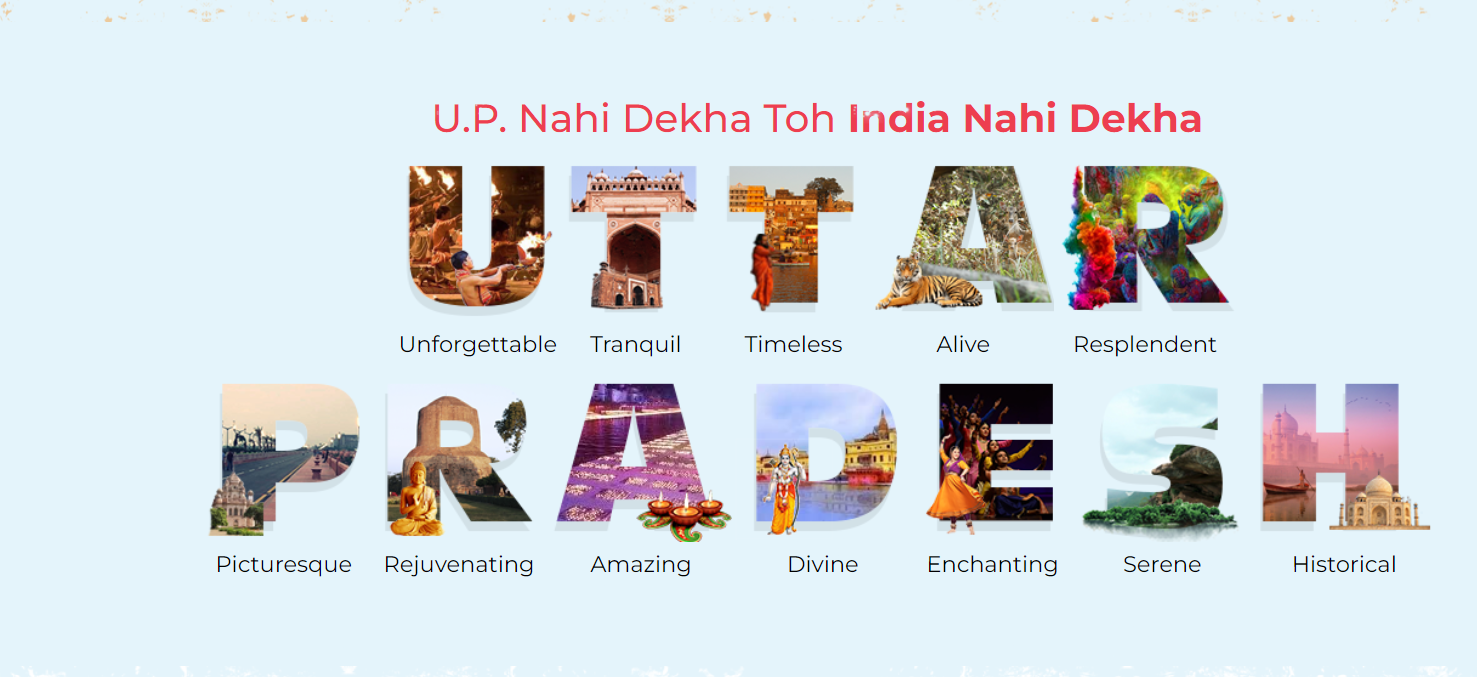 U.P. Nahi Dekha Toh India Nahi Dekha
UTTAR
Unforgettable Tranquil Timeless Alive Resplendent
PRADESH
Picturesque Rejuvenating Amazing Divine Enchanting Serene Historical